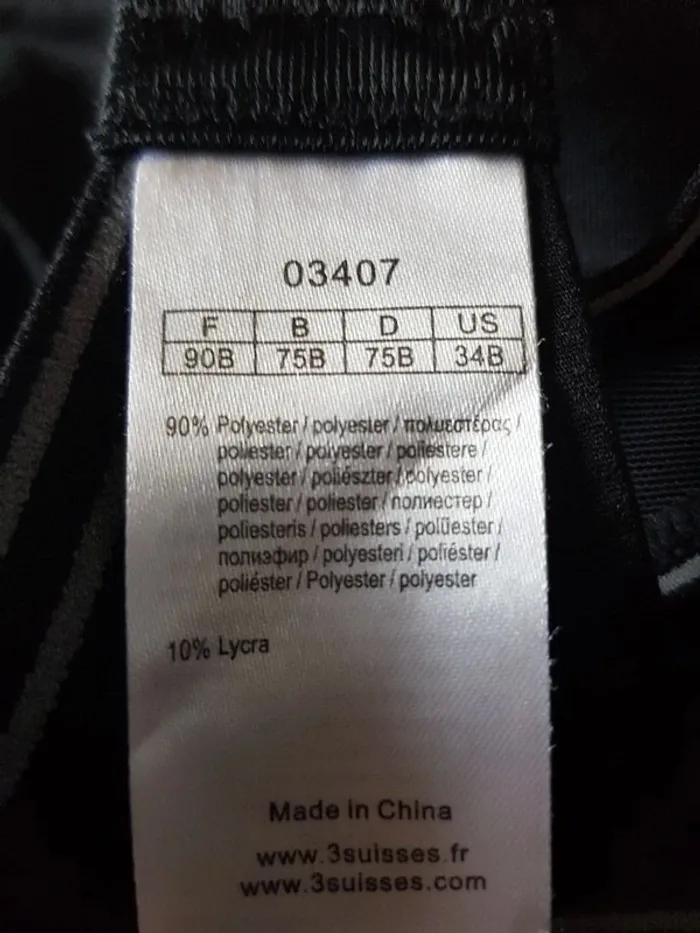 03407
F B D US
90B 75B 75B 34B
90% Polyester / polyester / πολυεστέρας /
poliester / polyester / poliestere /
polyester / poliészter / polyester /
poliester / poliester / полиестер /
poliesteris / poliesters / polüester /
полиэфир / polyesteri / poliéster /
poliéster / Polyester / polyester
10% Lycra
Made in China
www.3suisses.fr
www.3suisses.com